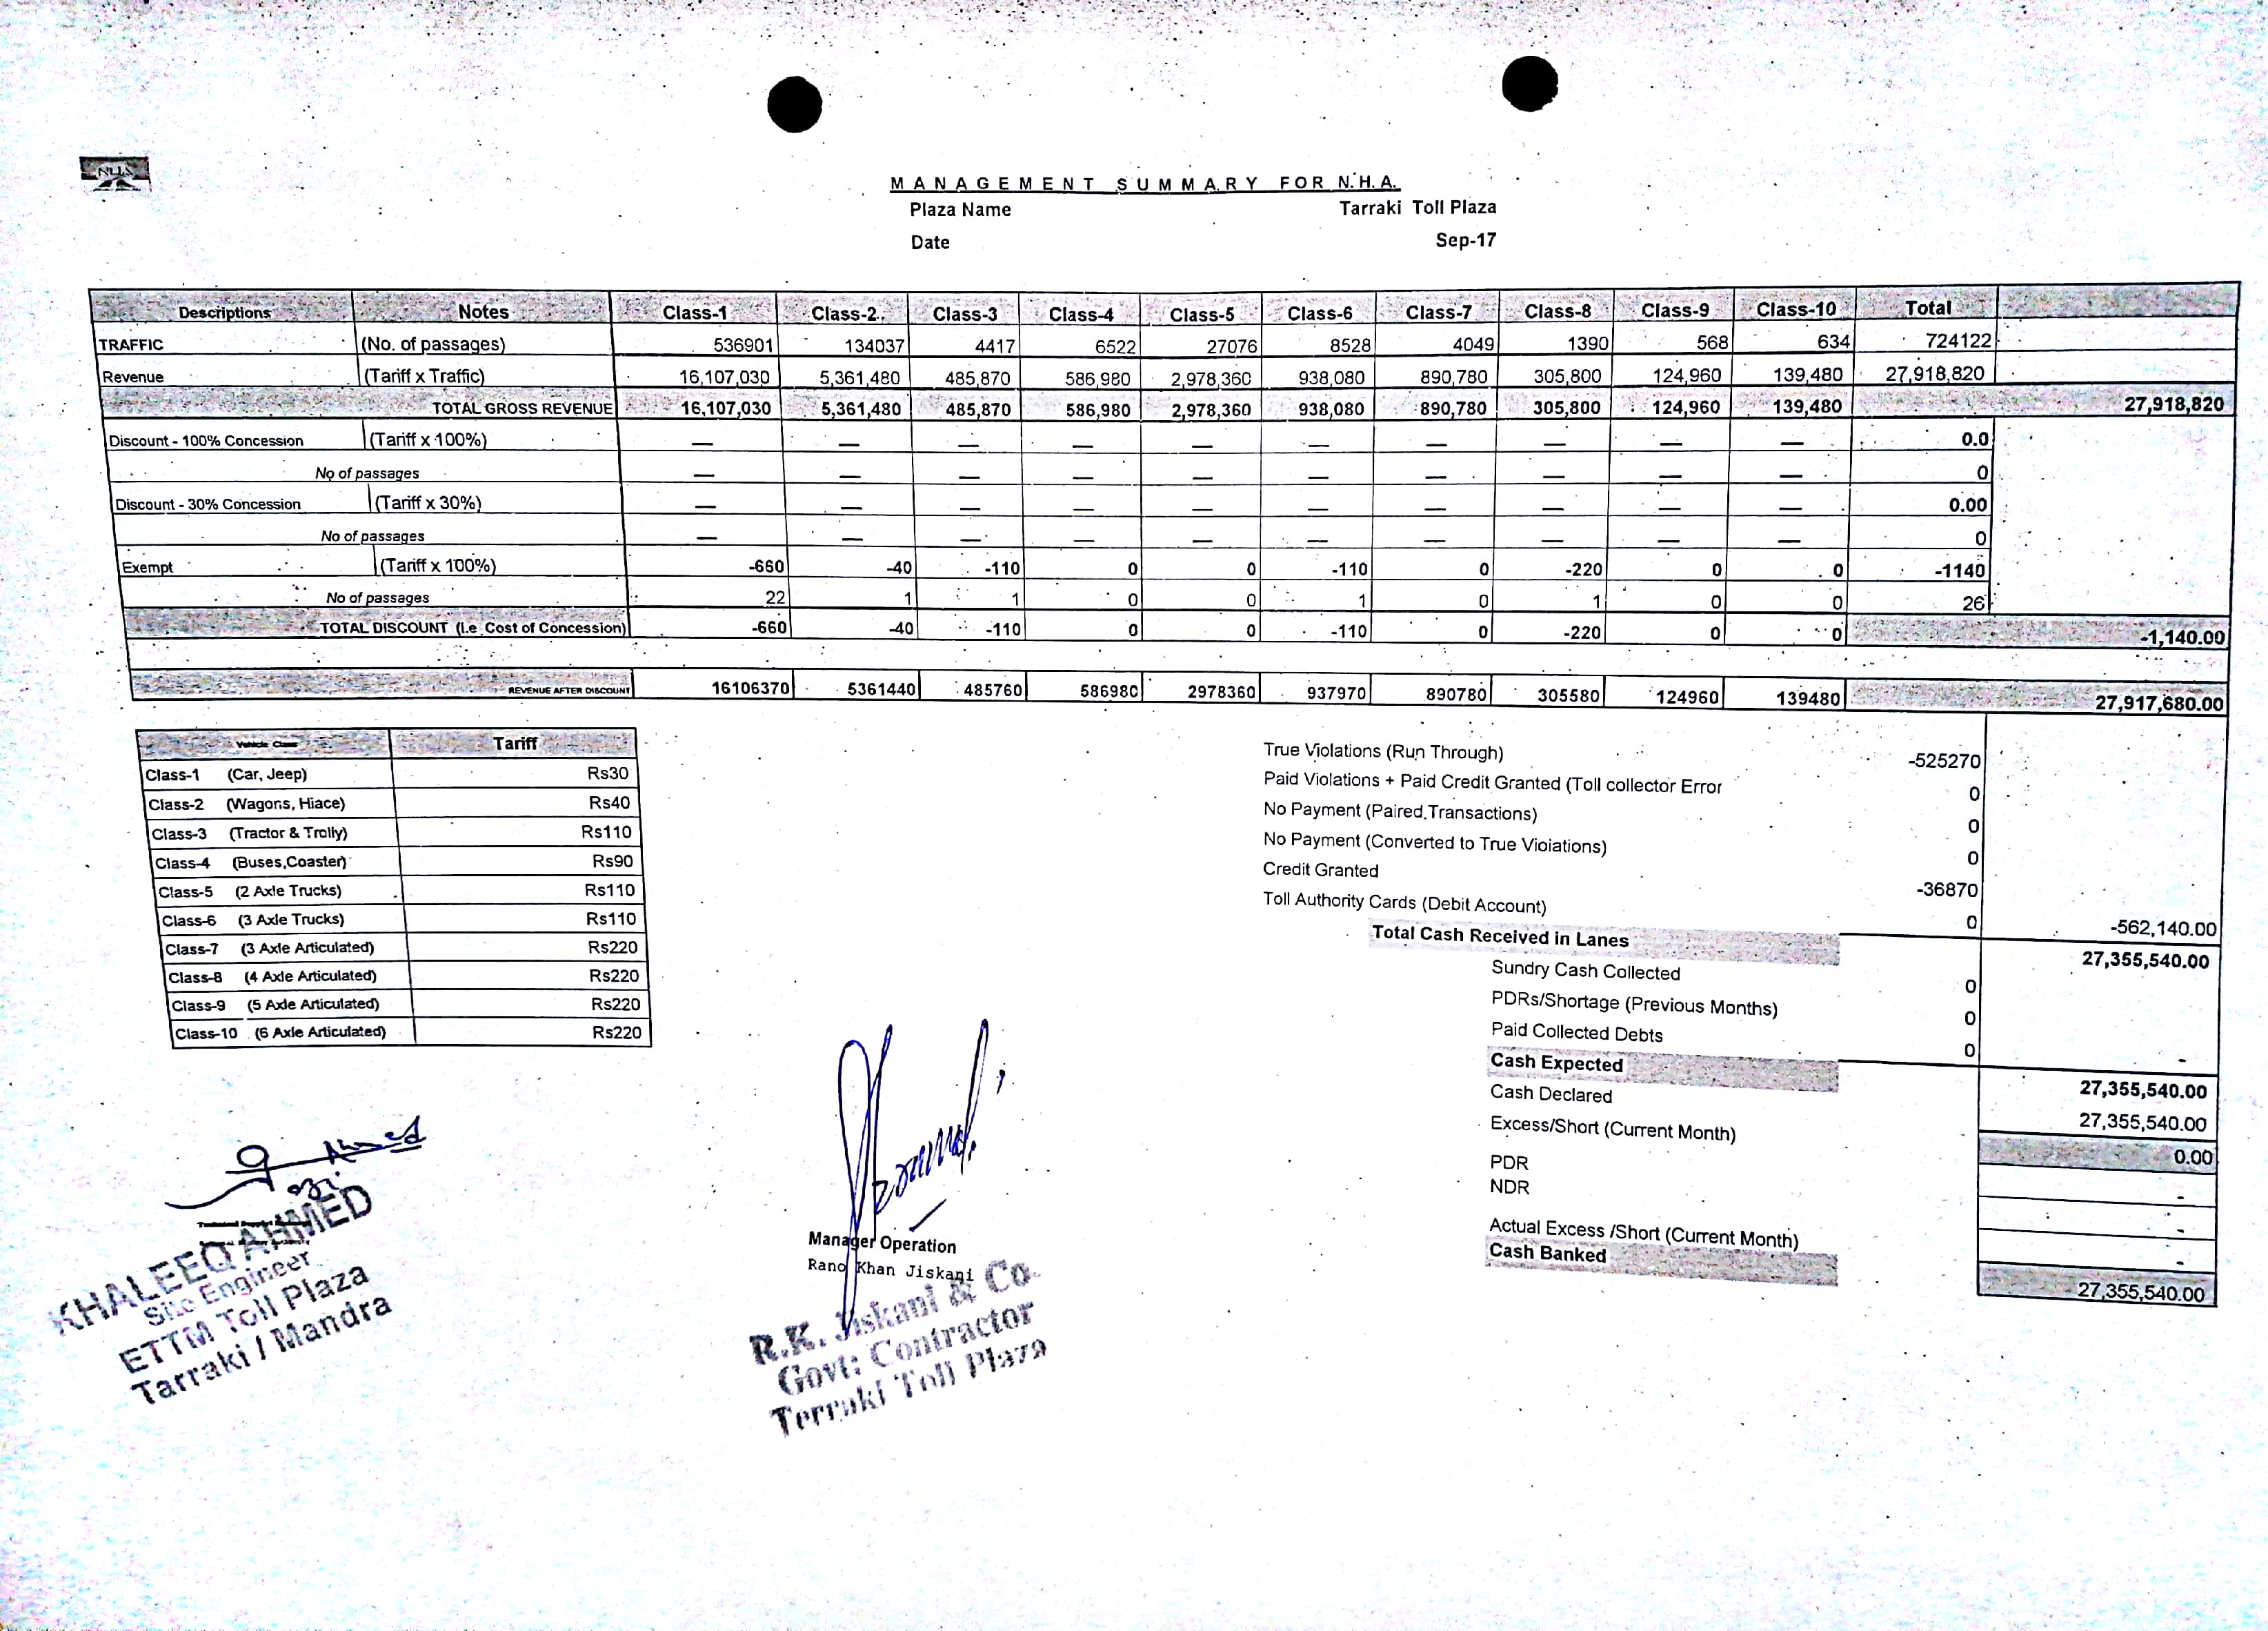 NHA
MANAGEMENT SUMMARY FOR N.H.A.
Plaza Name Tarraki Toll Plaza
Date Sep-17
Descriptions Notes Class-1 Class-2 Class-3 Class-4 Class-5 Class-6 Class-7 Class-8 Class-9 Class-10 Total
TRAFFIC (No. of passages) 536901 134037 4417 6522 27076 8528 4049 1390 568 634 724122
Revenue (Tariff x Traffic) 16,107,030 5,361,480 485,870 586,980 2,978,360 938,080 890,780 305,800 124,960 139,480 27,918,820
TOTAL GROSS REVENUE 16,107,030 5,361,480 485,870 586,980 2,978,360 938,080 890,780 305,800 124,960 139,480 27,918,820
Discount - 100% Concession (Tariff x 100%) — — — — — — — — — — 0.0
No of passages — — — — — — — — — — 0
Discount - 30% Concession (Tariff x 30%) — — — — — — — — — — 0.00
No of passages — — — — — — — — — — 0
Exempt (Tariff x 100%) -660 -40 -110 0 0 -110 0 -220 0 0 -1140
No of passages 22 1 1 0 0 1 0 1 0 0 26
TOTAL DISCOUNT (i.e Cost of Concession) -660 -40 -110 0 0 -110 0 -220 0 0 -1,140.00
REVENUE AFTER DISCOUNT 16106370 5361440 485760 586980 2978360 937970 890780 305580 124960 139480 27,917,680.00
Vehicle Class Tariff
Class-1 (Car, Jeep) Rs30
Class-2 (Wagons, Hiace) Rs40
Class-3 (Tractor & Trolly) Rs110
Class-4 (Buses,Coaster) Rs90
Class-5 (2 Axle Trucks) Rs110
Class-6 (3 Axle Trucks) Rs110
Class-7 (3 Axle Articulated) Rs220
Class-8 (4 Axle Articulated) Rs220
Class-9 (5 Axle Articulated) Rs220
Class-10 (6 Axle Articulated) Rs220
True Violations (Run Through) -525270
Paid Violations + Paid Credit Granted (Toll collector Error 0
No Payment (Paired Transactions) 0
No Payment (Converted to True Violations) 0
Credit Granted -36870
Toll Authority Cards (Debit Account) 0 -562,140.00
Total Cash Received in Lanes 27,355,540.00
Sundry Cash Collected 0
PDRs/Shortage (Previous Months) 0
Paid Collected Debts 0 -
Cash Expected 27,355,540.00
Cash Declared 27,355,540.00
Excess/Short (Current Month) 0.00
PDR -
NDR -
Actual Excess /Short (Current Month) -
Cash Banked 27,355,540.00
Ahmed
KHALEEQ AHMED
Site Engineer
ETTM Toll Plaza
Tarraki / Mandra
Manager Operation
Rano Khan Jiskani
R.K. Jiskani & Co.
Govt: Contractor
Terraki Toll Plaza